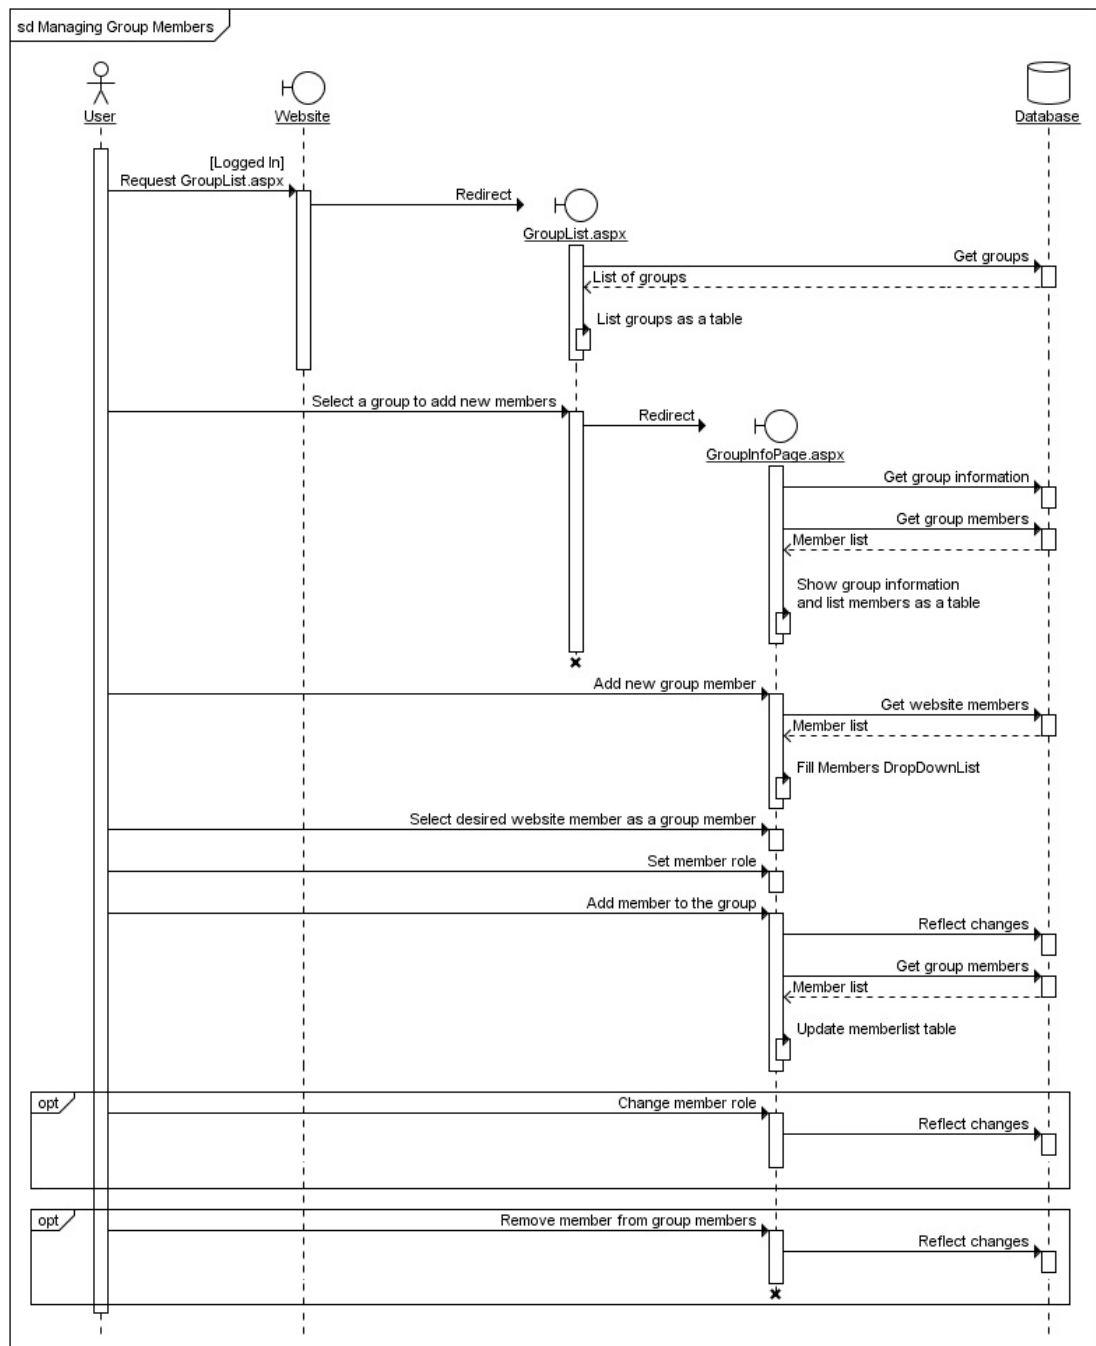 sd Managing Group Members
User
Website
Database
[Logged In]
Request GroupList.aspx
Redirect
GroupList.aspx
Get groups
List of groups
List groups as a table
Select a group to add new members
Redirect
GroupInfoPage.aspx
Get group information
Get group members
Member list
Show group information
and list members as a table
Add new group member
Get website members
Member list
Fill Members DropDownList
Select desired website member as a group member
Set member role
Add member to the group
Reflect changes
Get group members
Member list
Update memberlist table
opt
Change member role
Reflect changes
opt
Remove member from group members
Reflect changes